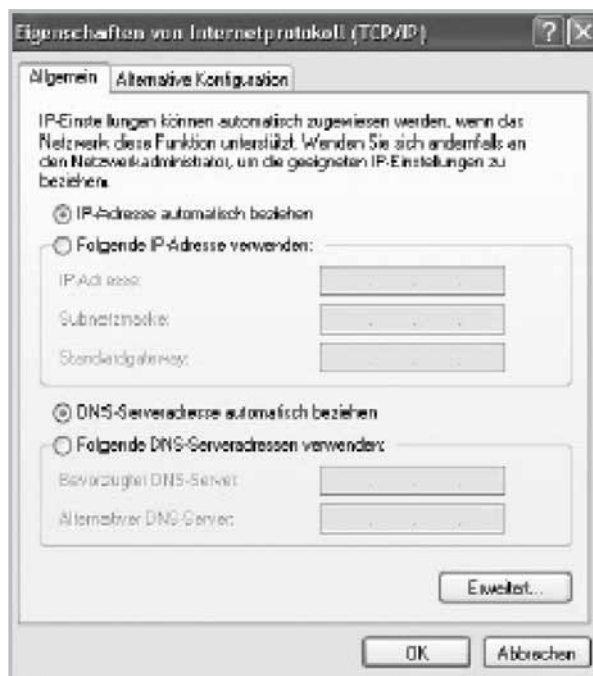 Eigenschaften von Internetprotokoll (TCP/IP)
Allgemein Alternative Konfiguration
IP-Einstellungen können automatisch zugewiesen werden, wenn das
Netzwerk diese Funktion unterstützt. Wenden Sie sich andernfalls an
den Netzwerkadministrator, um die geeigneten IP-Einstellungen zu
beziehen.
IP-Adresse automatisch beziehen
Folgende IP-Adresse verwenden:
IP-Adresse:
Subnetzmaske:
Standardgateway:
DNS-Serveradresse automatisch beziehen
Folgende DNS-Serveradressen verwenden:
Bevorzugter DNS-Server:
Alternativer DNS-Server:
Erweitert...
OK Abbrechen